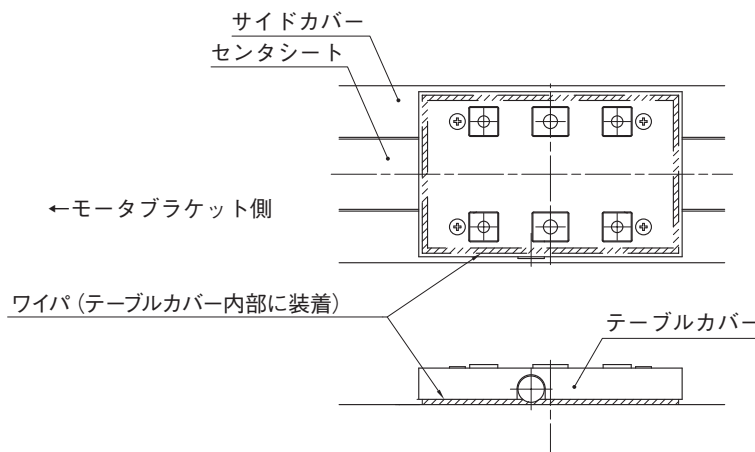 サイドカバー
センタシート
←モータブラケット側
ワイパ（テーブルカバー内部に装着）
テーブルカバー